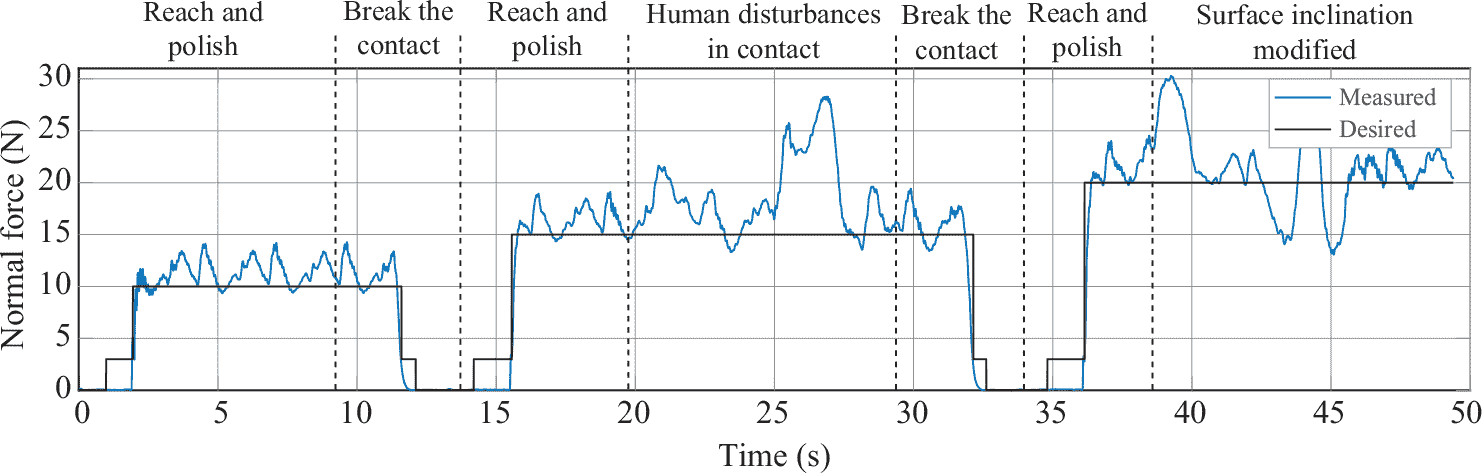 Reach and
polish
Break the
contact
Reach and
polish
Human disturbances
in contact
Break the
contact
Reach and
polish
Surface inclination
modified
Normal force (N)
30
25
20
15
10
5
0
Measured
Desired
0 5 10 15 20 25 30 35 40 45 50
Time (s)